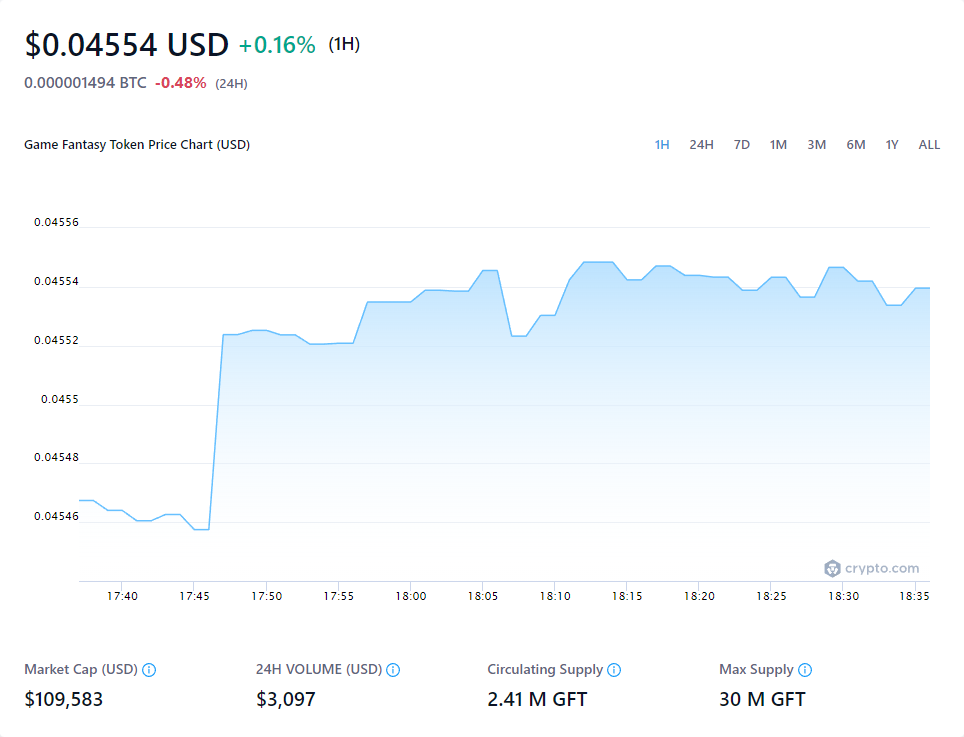 $0.04554 USD +0.16% (1H)
0.000001494 BTC -0.48% (24H)
Game Fantasy Token Price Chart (USD) 1H 24H 7D 1M 3M 6M 1Y ALL
0.04556
0.04554
0.04552
0.0455
0.04548
0.04546
crypto.com
17:40 17:45 17:50 17:55 18:00 18:05 18:10 18:15 18:20 18:25 18:30 18:35
Market Cap (USD) 24H VOLUME (USD) Circulating Supply Max Supply
$109,583 $3,097 2.41 M GFT 30 M GFT